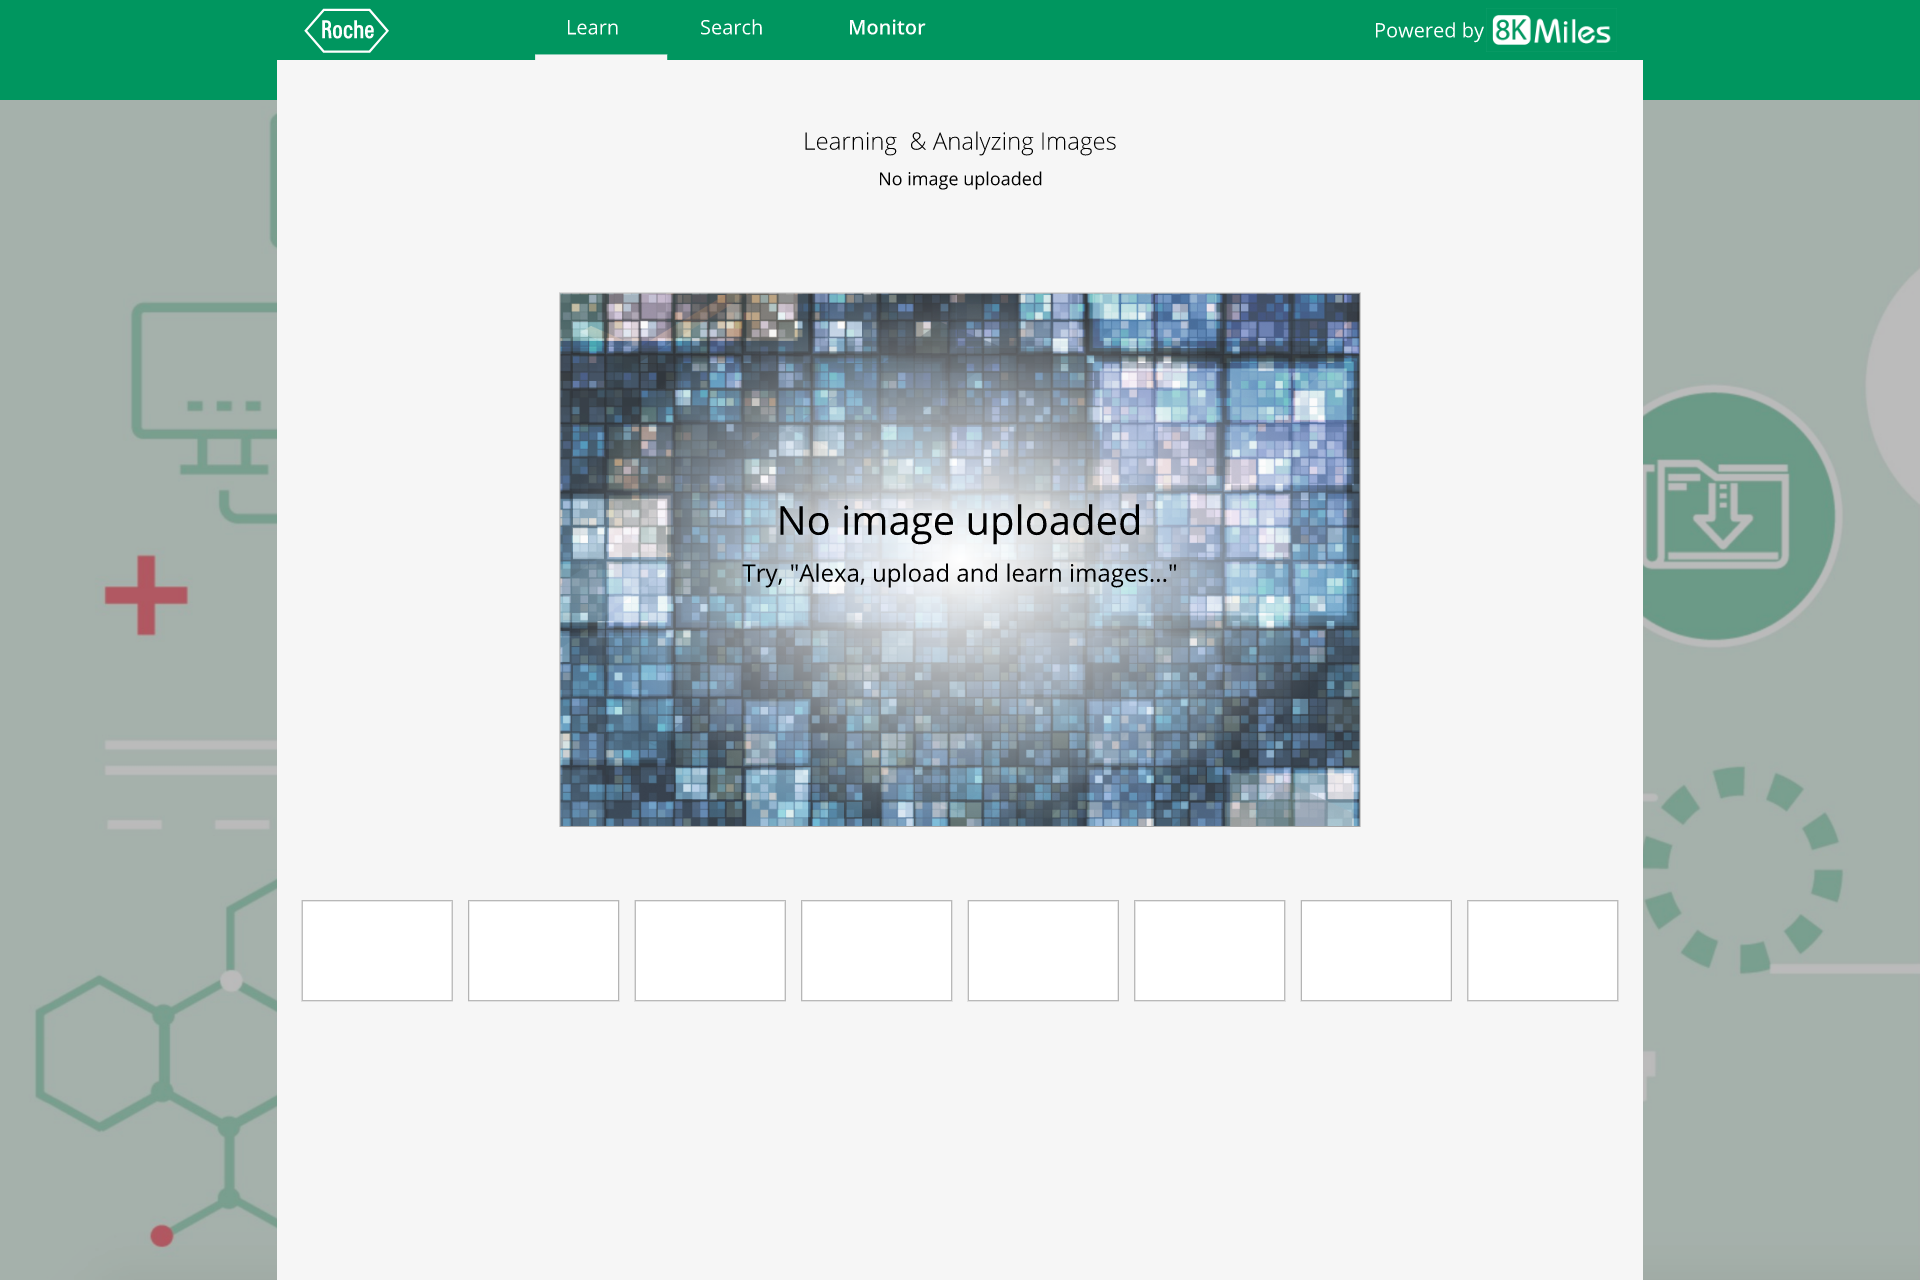 Roche
Learn
Search
Monitor
Powered by 8K Miles
Learning & Analyzing Images
No image uploaded
No image uploaded
Try, "Alexa, upload and learn images..."